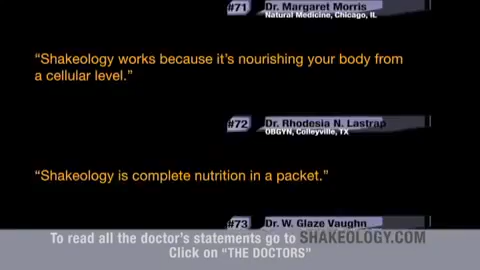 #71 Dr. Margaret Morris
Natural Medicine, Chicago, IL
“Shakeology works because it’s nourishing your body from
a cellular level.”
#72 Dr. Rhodesia N. Lastrap
OBGYN, Colleyville, TX
“Shakeology is complete nutrition in a packet.”
#73 Dr. W. Glaze Vaughn
To read all the doctor’s statements go to SHAKEOLOGY.COM
Click on “THE DOCTORS”